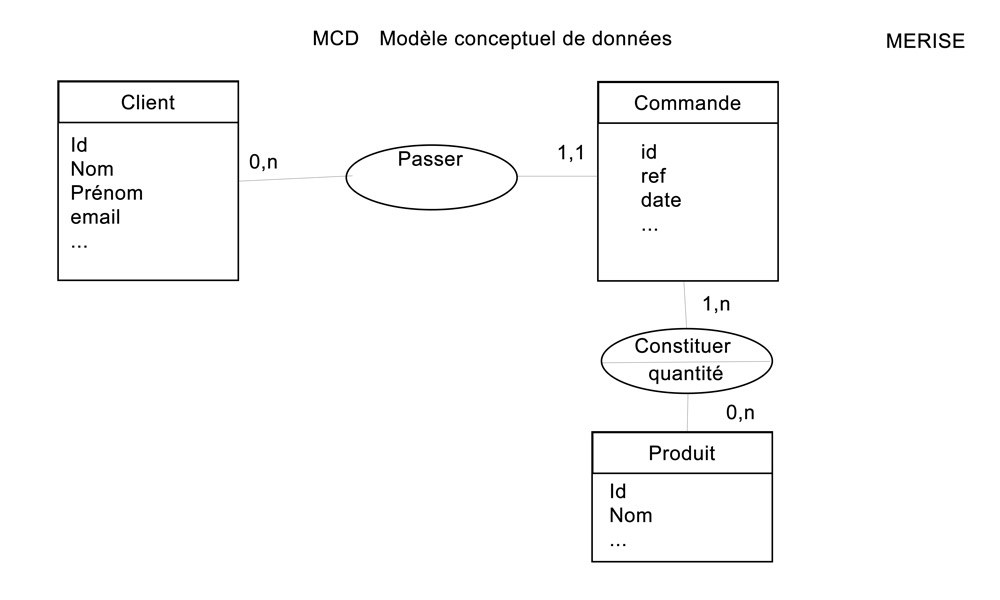 MCD Modèle conceptuel de données
MERISE
Client
Id
Nom
Prénom
email
...
0,n
Passer
1,1
Commande
id
ref
date
...
1,n
Constituer
quantité
0,n
Produit
Id
Nom
...